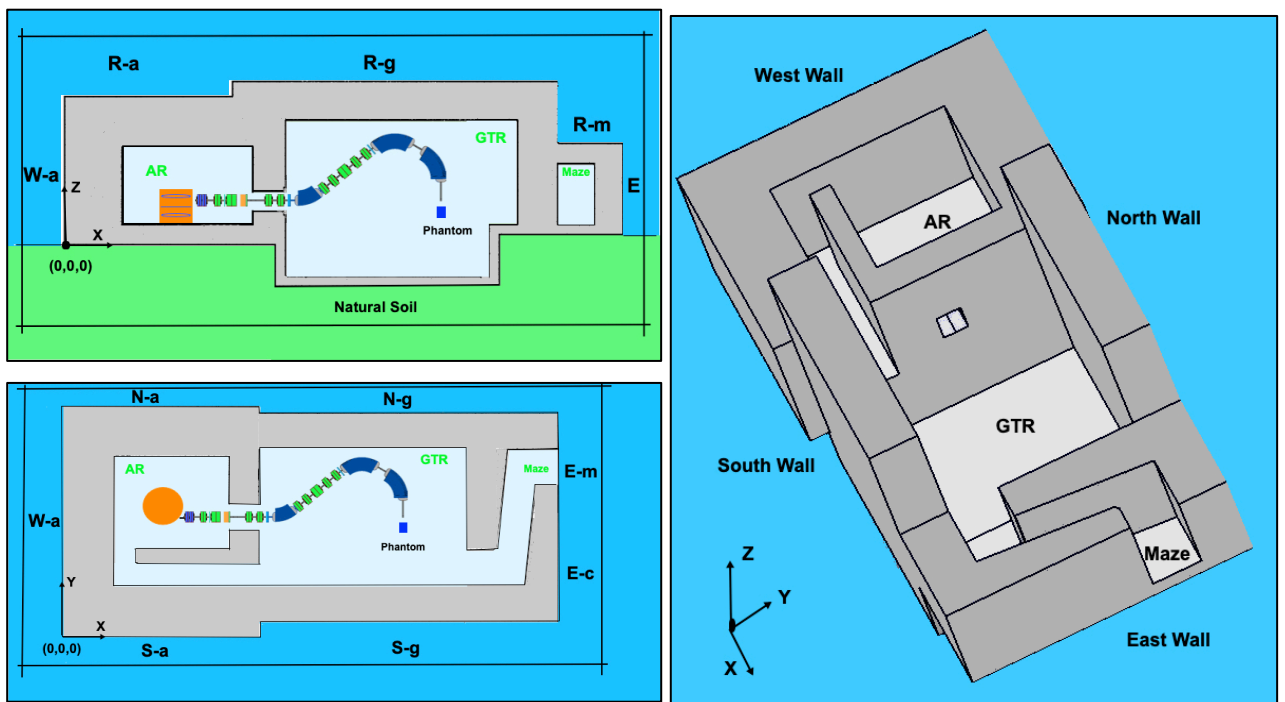 R-a
R-g
GTR
R-m
AR
Maze
W-a
Z
E
Phantom
X
(0,0,0)
Natural Soil
N-a
N-g
AR
GTR
Maze
E-m
W-a
Phantom
E-c
Y
X
(0,0,0)
S-a
S-g
West Wall
North Wall
AR
GTR
South Wall
Maze
Z
Y
X
East Wall